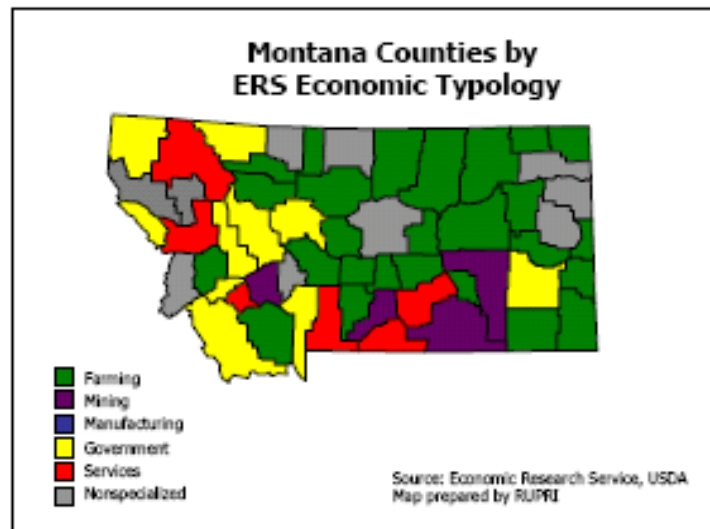 Montana Counties by
ERS Economic Typology
Farming
Mining
Manufacturing
Government
Services
Nonspecialized
Source: Economic Research Service, USDA
Map prepared by RUPRI